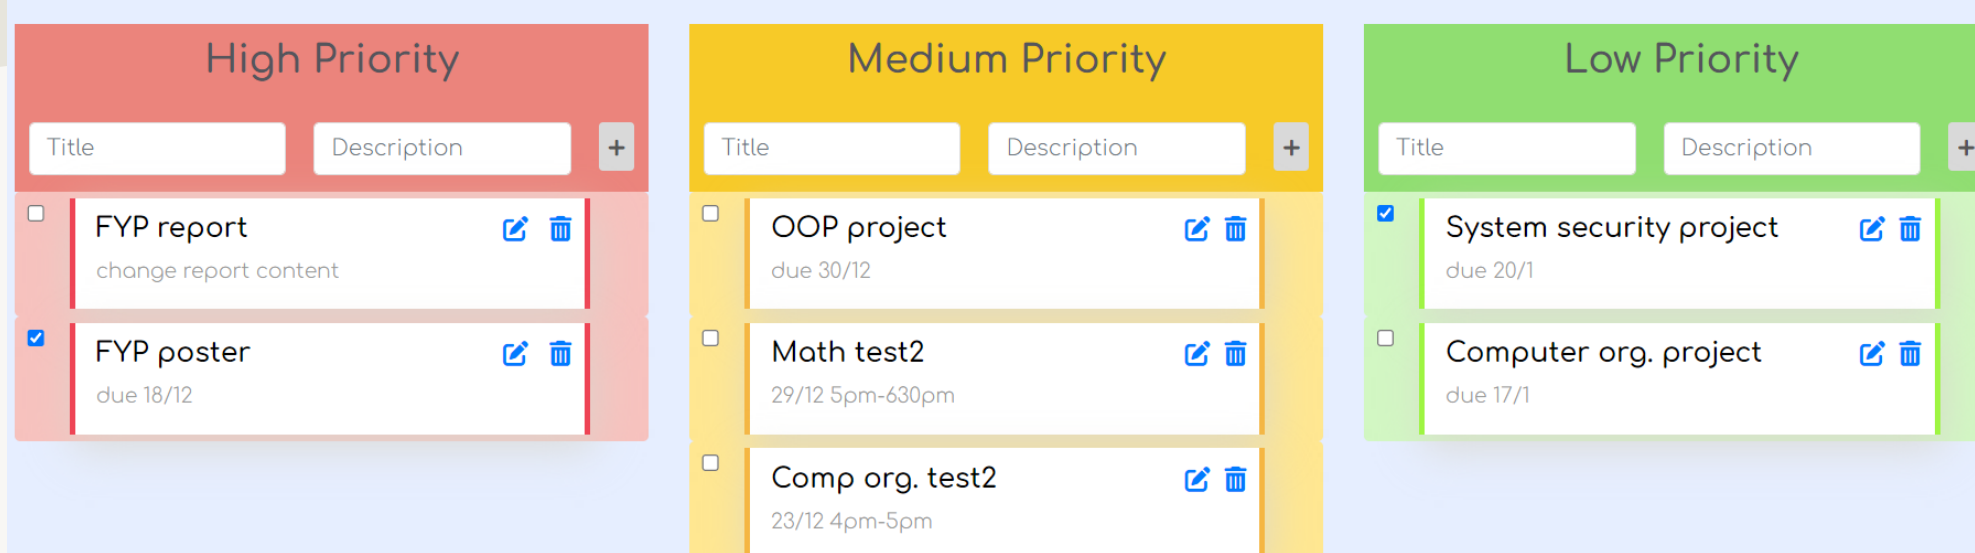 High Priority
Title
Description
+
FYP report
change report content
FYP poster
due 18/12
Medium Priority
Title
Description
+
OOP project
due 30/12
Math test2
29/12 5pm-630pm
Comp org. test2
23/12 4pm-5pm
Low Priority
Title
Description
+
System security project
due 20/1
Computer org. project
due 17/1